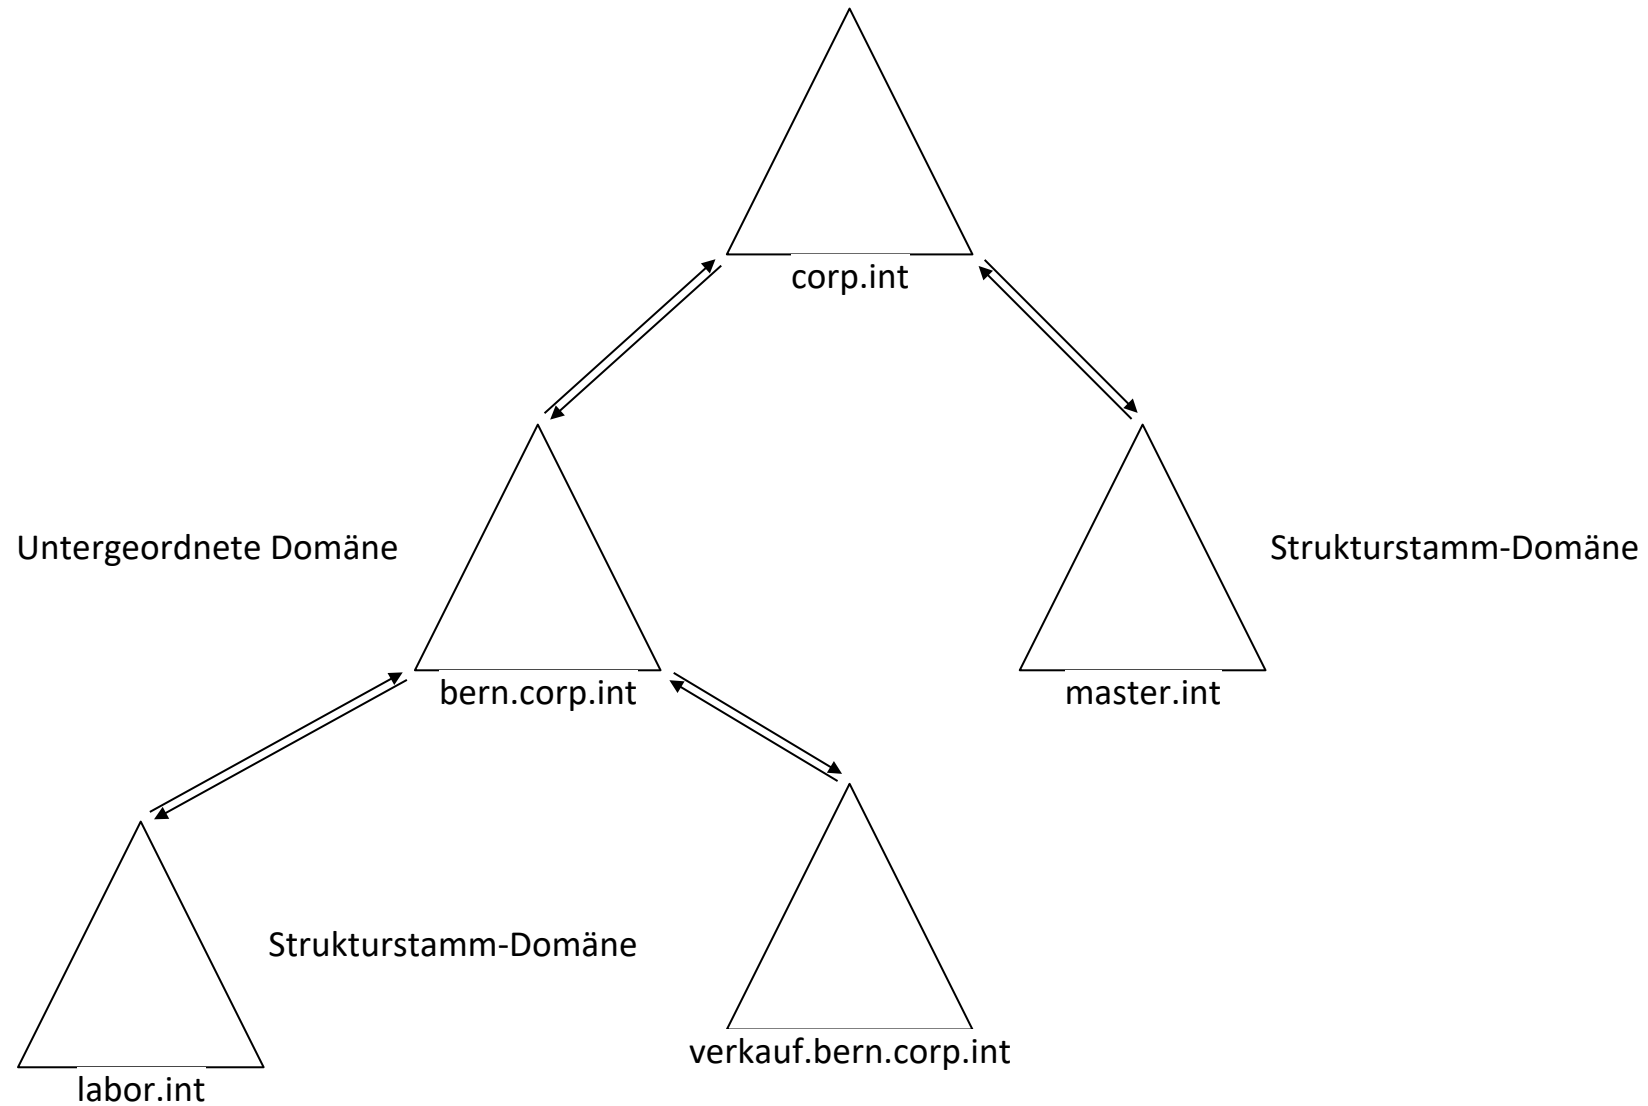 corp.int
Untergeordnete Domäne
Strukturstamm-Domäne
bern.corp.int
master.int
Strukturstamm-Domäne
verkauf.bern.corp.int
labor.int